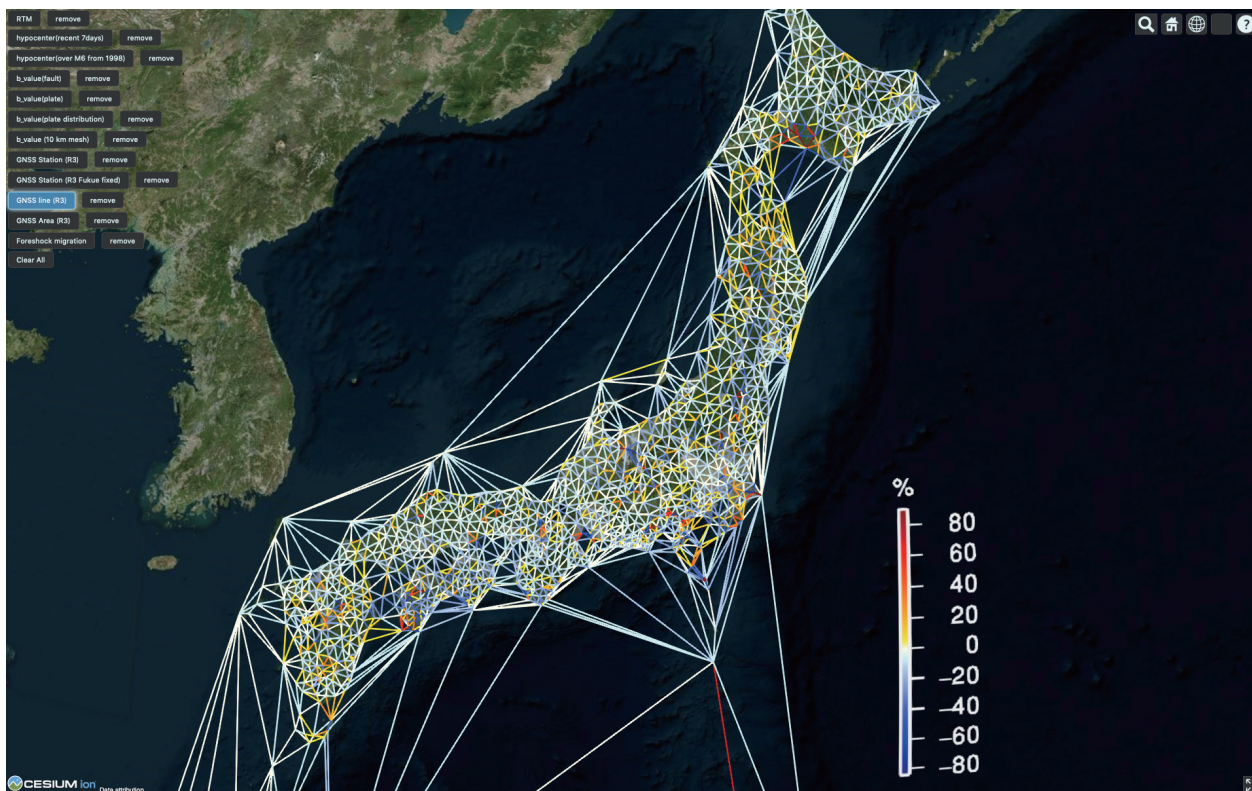 RTM remove
hypocenter(recent 7days) remove
hypocenter(over M6 from 1998) remove
b_value(fault) remove
b_value(plate) remove
b_value(plate distribution) remove
b_value (10 km mesh) remove
GNSS Station (R3) remove
GNSS Station (R3 Fukue fixed) remove
GNSS line (R3) remove
GNSS Area (R3) remove
Foreshock migration remove
Clear All
?
%
80
60
40
20
0
−20
−40
−60
−80
CESIUM ion Data attribution